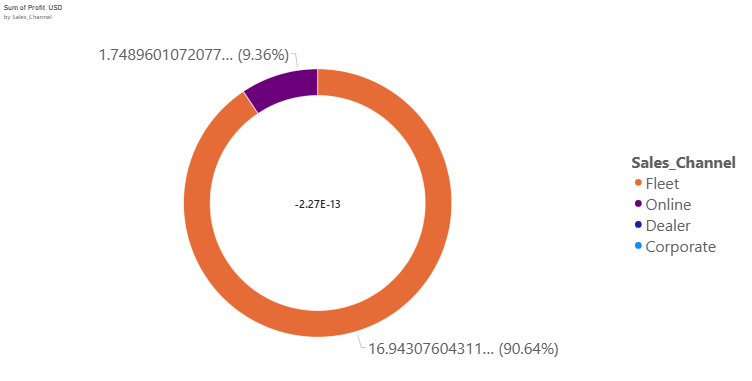 Sum of Profit_USD
by Sales_Channel
1.7489601072077... (9.36%)
-2.27E-13
16.94307604311... (90.64%)
Sales_Channel
Fleet
Online
Dealer
Corporate